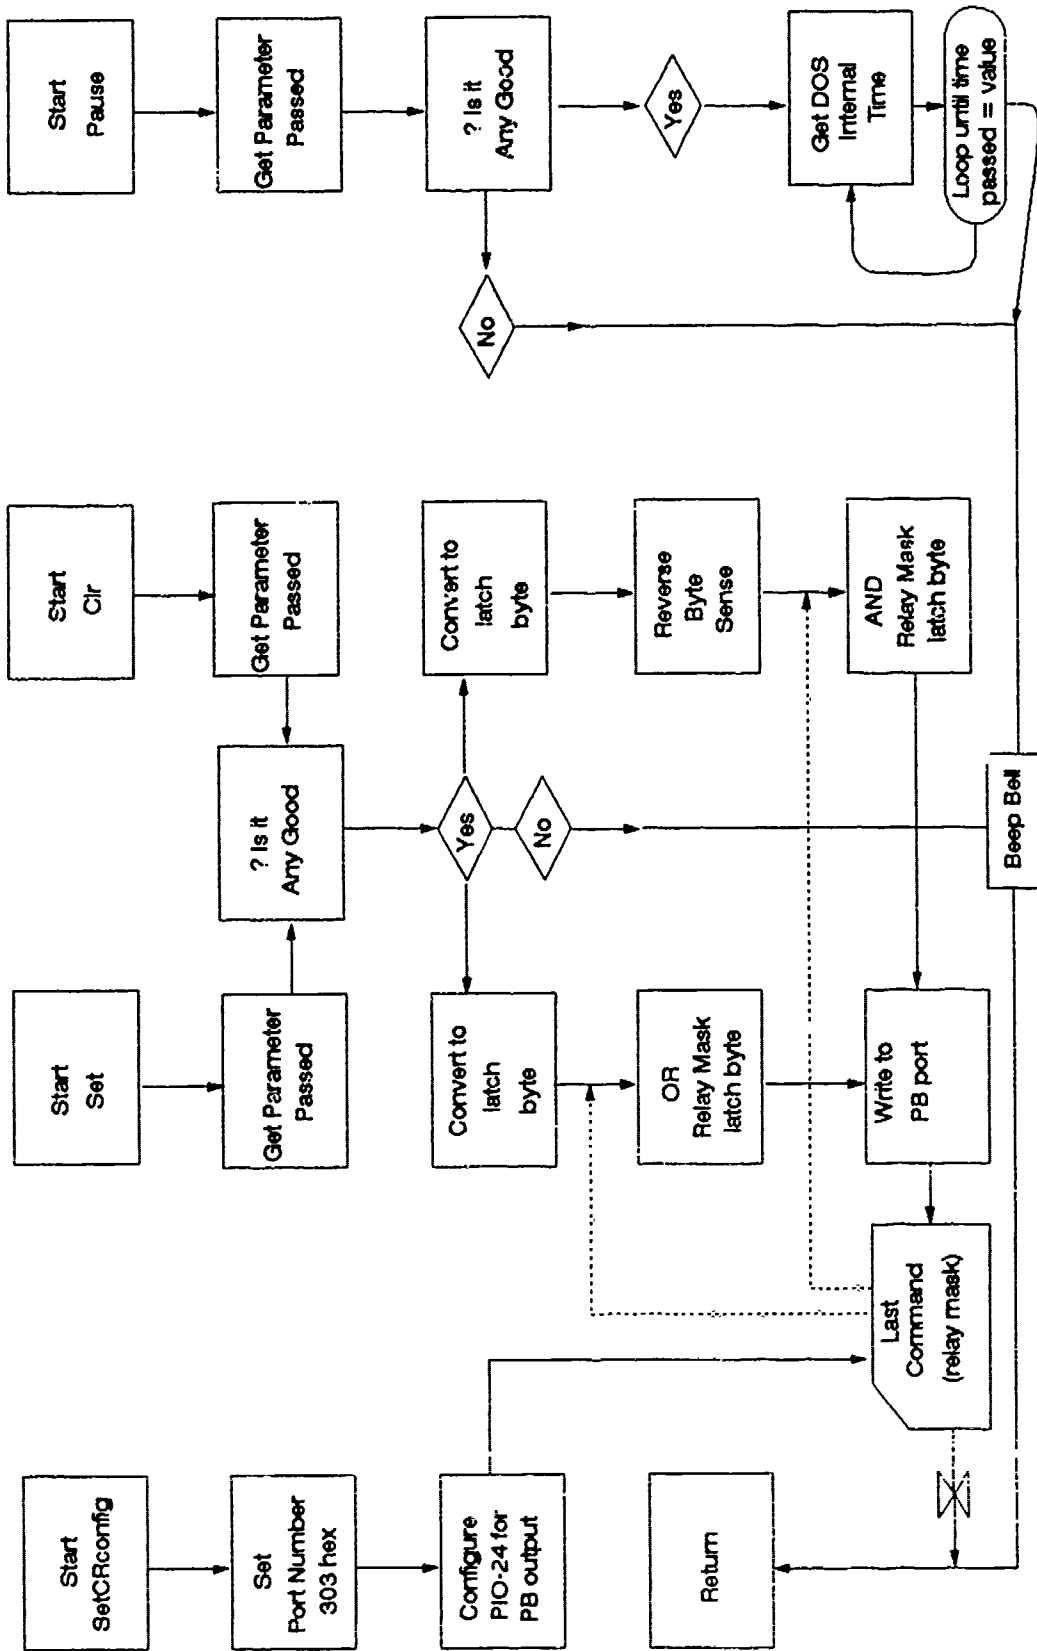 Start
SetCRconfig
Set
Port Number
303 hex
Configure
PIO-24 for
PB output
Return
Start
Set
Get Parameter
Passed
Convert to
latch
byte
OR
Relay Mask
latch byte
Write to
PB port
Last
Command
(relay mask)
? Is it
Any Good
Yes
No
Beep Bell
Start
Clr
Get Parameter
Passed
Convert to
latch
byte
Reverse
Byte
Sense
AND
Relay Mask
latch byte
Start
Pause
Get Parameter
Passed
? Is it
Any Good
No
Yes
Get DOS
Internal
Time
Loop until time
passed = value